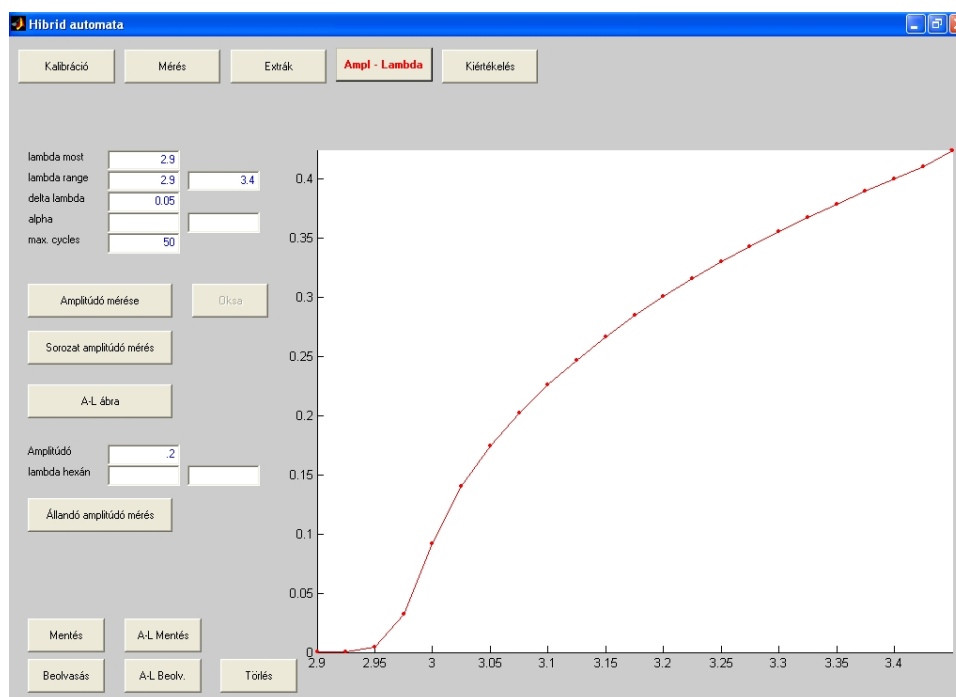 Hibrid automata
Kalibráció Mérés Extrák Ampl - Lambda Kiértékelés
lambda most 2.9
lambda range 2.9 3.4
delta lambda 0.05
alpha
max. cycles 50
Amplitúdó mérése Oksa
Sorozat amplitúdó mérés
A-L ábra
Amplitúdó .2
lambda hexán
Állandó amplitúdó mérés
Mentés A-L Mentés
Beolvasás A-L Beolv. Törlés
0.4
0.35
0.3
0.25
0.2
0.15
0.1
0.05
0
2.9 2.95 3 3.05 3.1 3.15 3.2 3.25 3.3 3.35 3.4